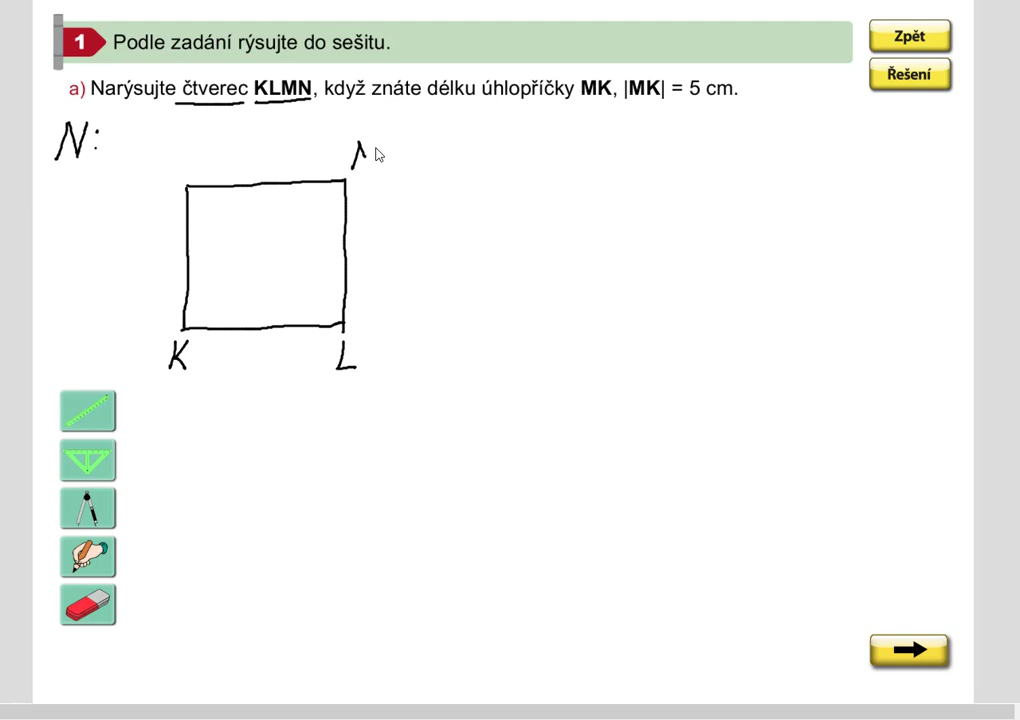 1 Podle zadání rýsujte do sešitu.
Zpět
Řešení
a) Narýsujte čtverec KLMN, když znáte délku úhlopříčky MK, |MK| = 5 cm.
N:
K
L